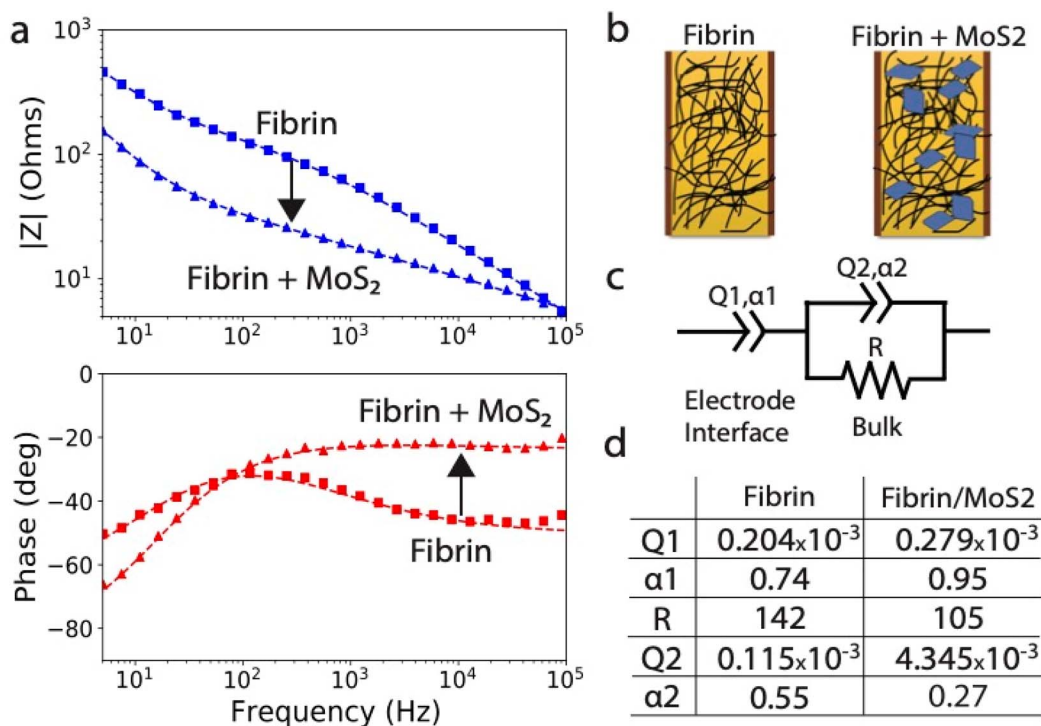 a
10³
10²
10¹
|Z| (Ohms)
Fibrin
Fibrin + MoS₂
10¹ 10² 10³ 10⁴ 10⁵
0
−20
−40
−60
−80
Phase (deg)
Fibrin + MoS₂
Fibrin
10¹ 10² 10³ 10⁴ 10⁵
Frequency (Hz)
b
Fibrin Fibrin + MoS2
c
Q2,α2
Q1,α1
R
Electrode
Interface
Bulk
d
Fibrin Fibrin/MoS2
Q1 0.204x10⁻³ 0.279x10⁻³
α1 0.74 0.95
R 142 105
Q2 0.115x10⁻³ 4.345x10⁻³
α2 0.55 0.27